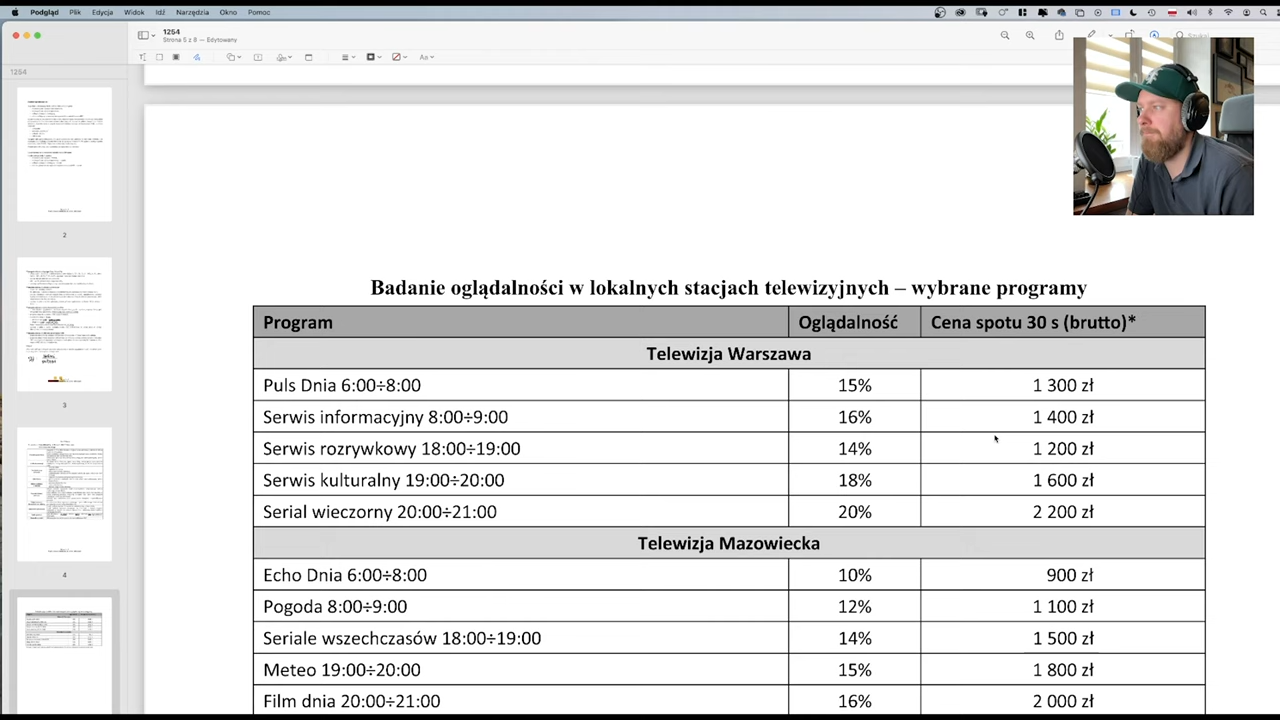 Podgląd Plik Edycja Widok Idź Narzędzia Okno Pomoc
1254
Strona 5 z 8 — Edytowany
Szukaj
1254
2
3
4
Badanie oglądalności w lokalnych stacjach telewizyjnych – wybrane programy
Program Oglądalność Cena spotu 30 s (brutto)*
Telewizja Warszawa
Puls Dnia 6:00÷8:00 15% 1 300 zł
Serwis informacyjny 8:00÷9:00 16% 1 400 zł
Serwis rozrywkowy 18:00÷19:00 14% 1 200 zł
Serwis kulturalny 19:00÷20:00 18% 1 600 zł
Serial wieczorny 20:00÷21:00 20% 2 200 zł
Telewizja Mazowiecka
Echo Dnia 6:00÷8:00 10% 900 zł
Pogoda 8:00÷9:00 12% 1 100 zł
Seriale wszechczasów 18:00÷19:00 14% 1 500 zł
Meteo 19:00÷20:00 15% 1 800 zł
Film dnia 20:00÷21:00 16% 2 000 zł